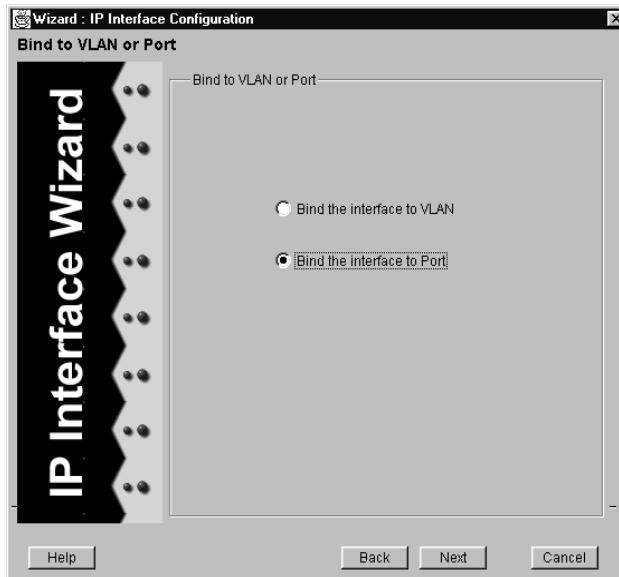 Wizard : IP Interface Configuration
Bind to VLAN or Port
IP Interface Wizard
Bind to VLAN or Port
Bind the interface to VLAN
Bind the interface to Port
Help
Back
Next
Cancel